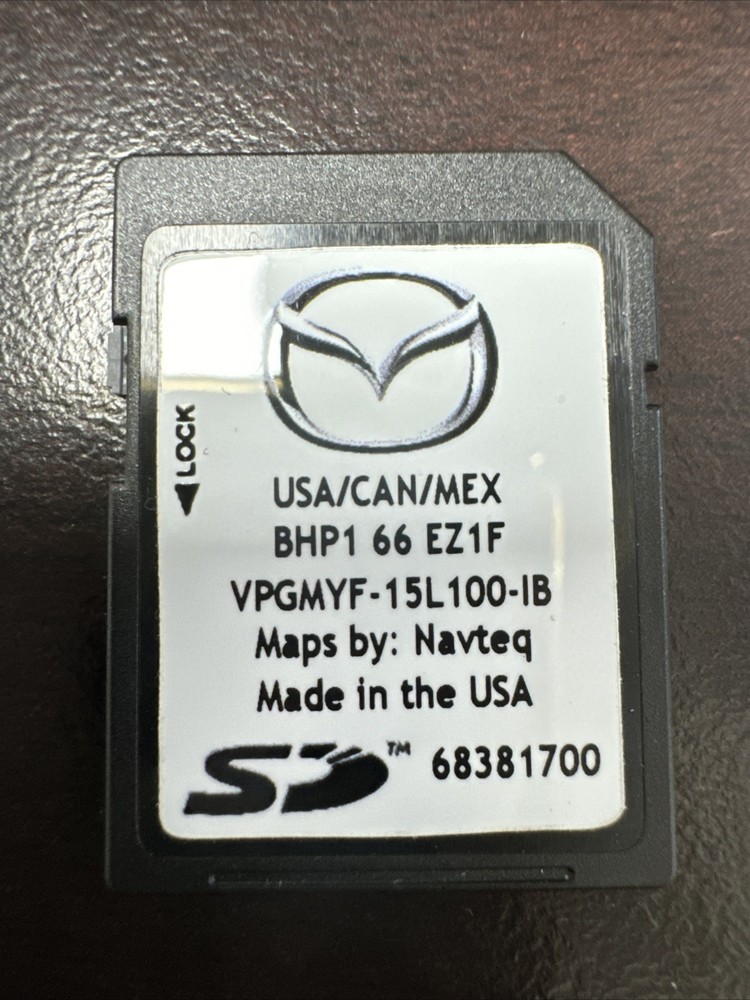 LOCK
USA/CAN/MEX
BHP1 66 EZ1F
VPGMYF-15L100-IB
Maps by: Navteq
Made in the USA
SD™ 68381700